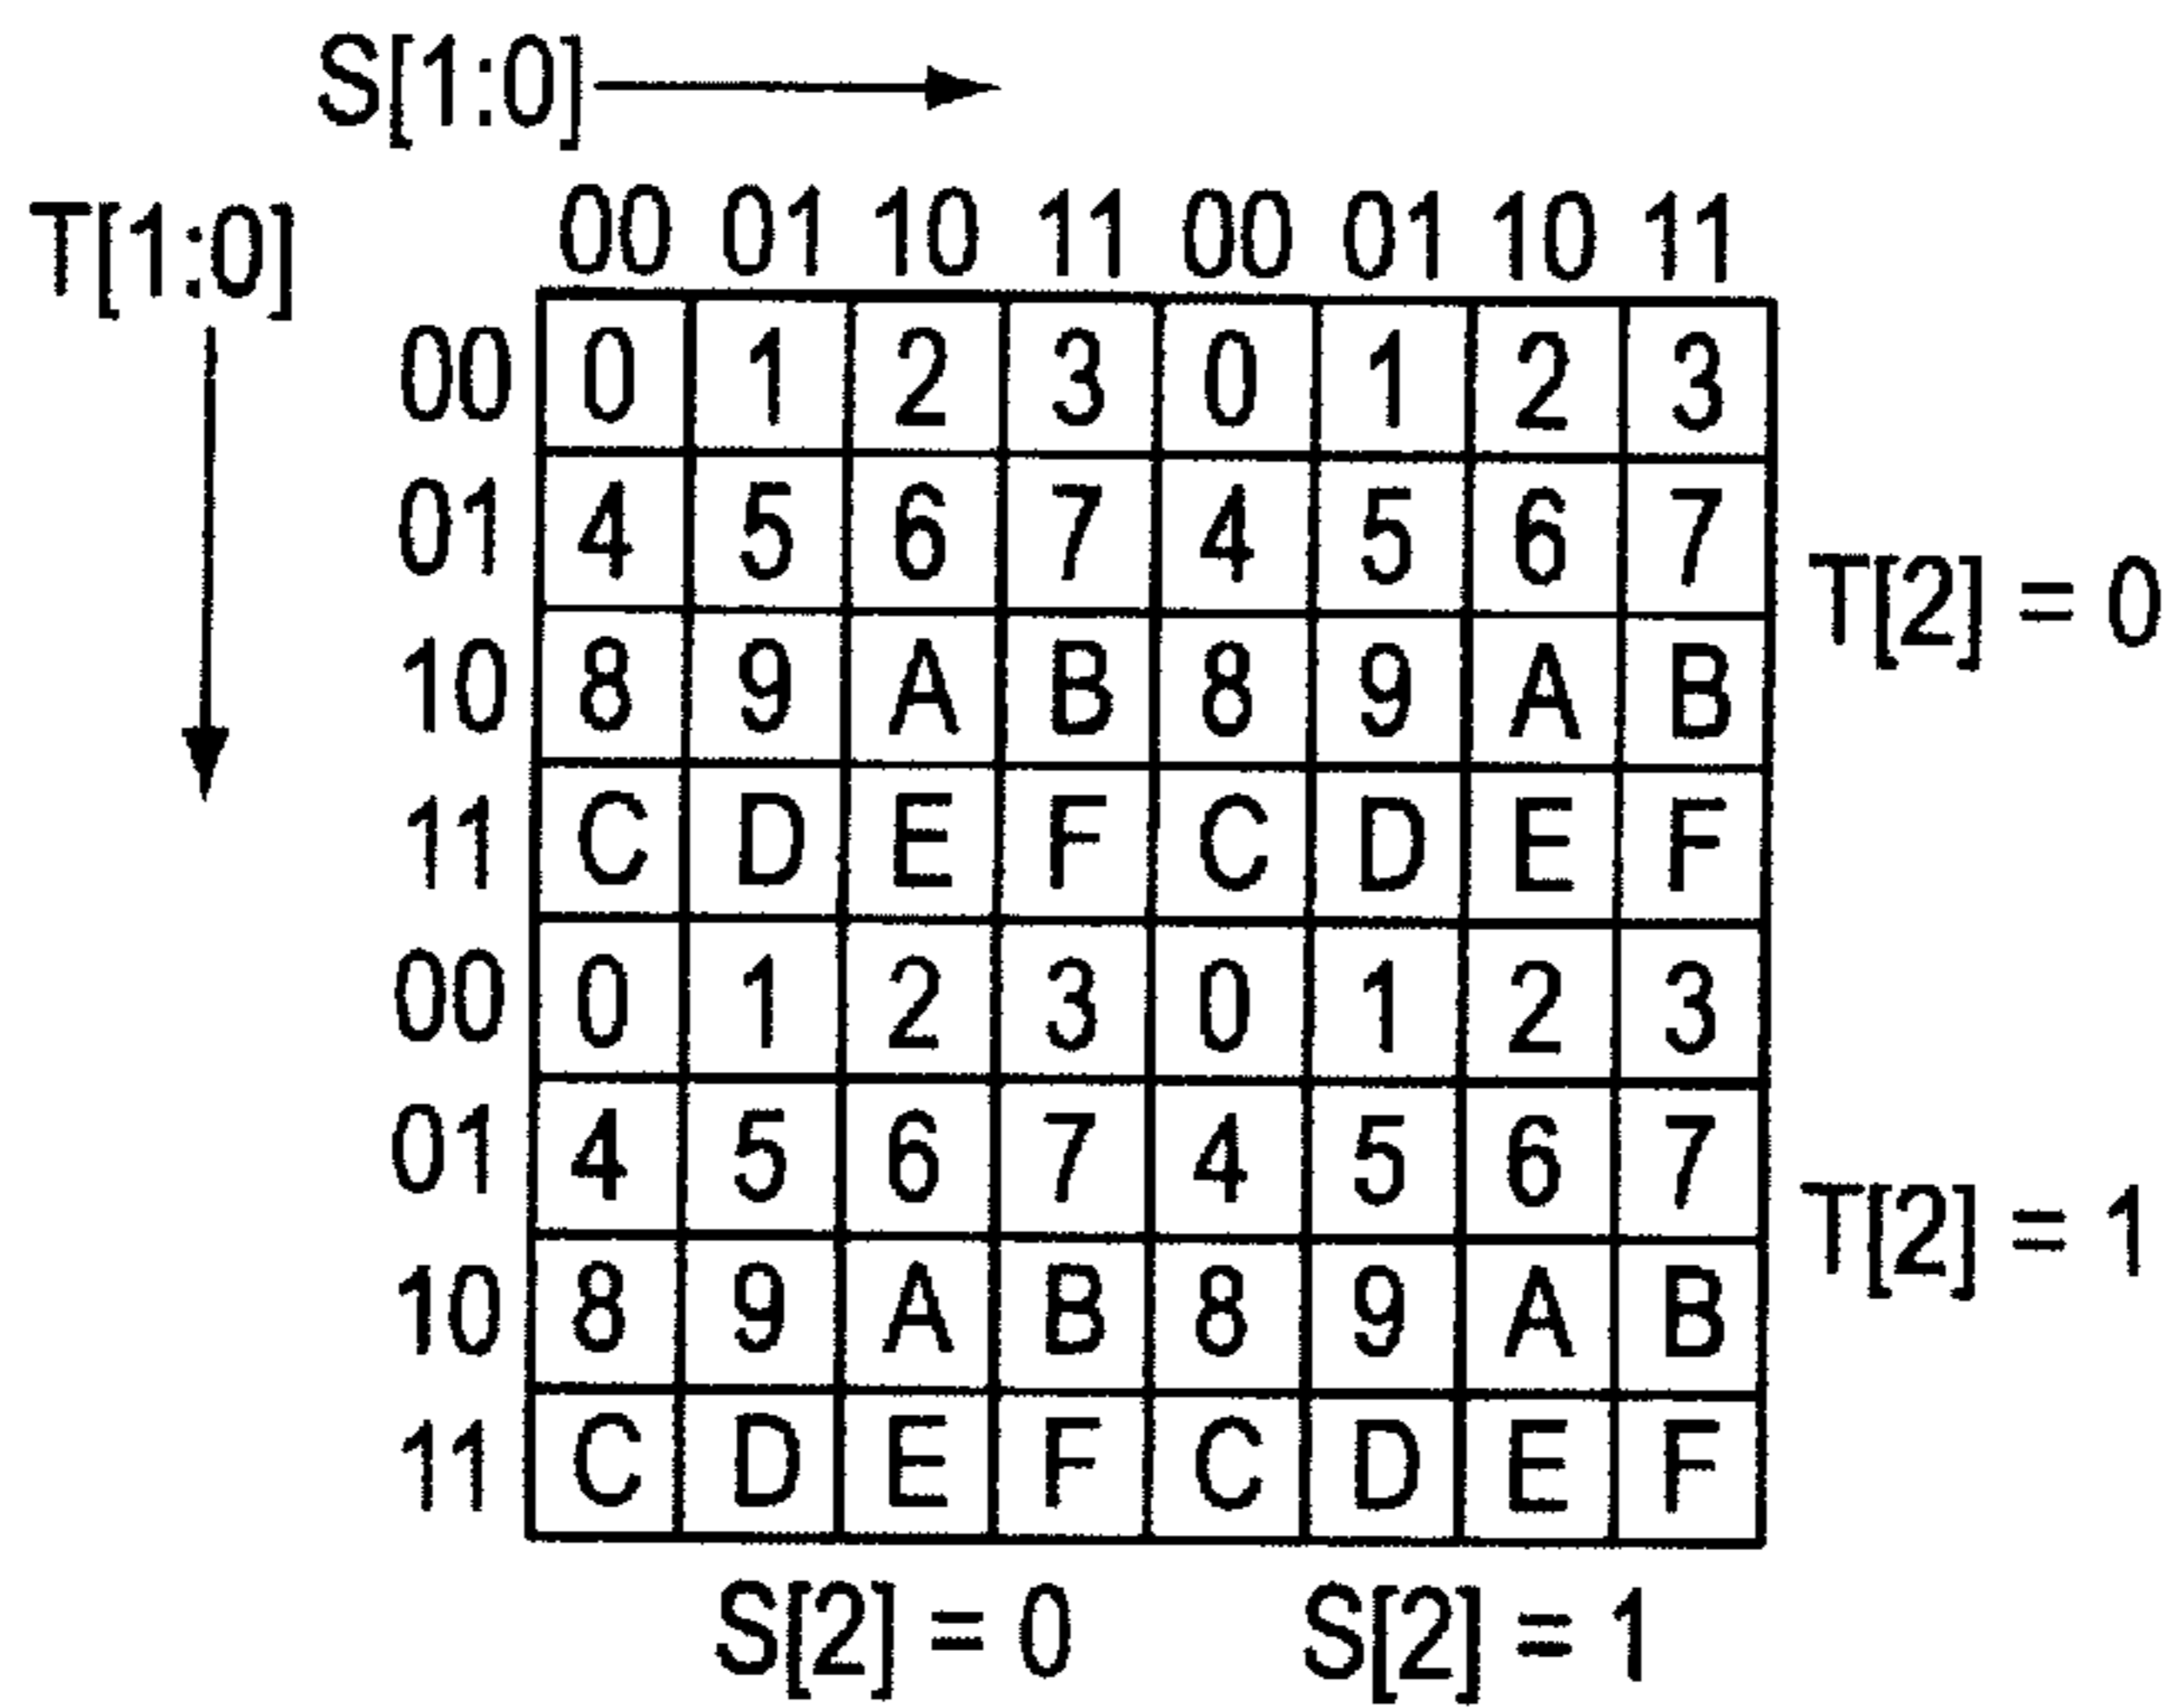 S[1:0]
T[1:0]
00 01 10 11 00 01 10 11
00 0 1 2 3 0 1 2 3
01 4 5 6 7 4 5 6 7
T[2] = 0
10 8 9 A B 8 9 A B
11 C D E F C D E F
00 0 1 2 3 0 1 2 3
01 4 5 6 7 4 5 6 7
T[2] = 1
10 8 9 A B 8 9 A B
11 C D E F C D E F
S[2] = 0 S[2] = 1